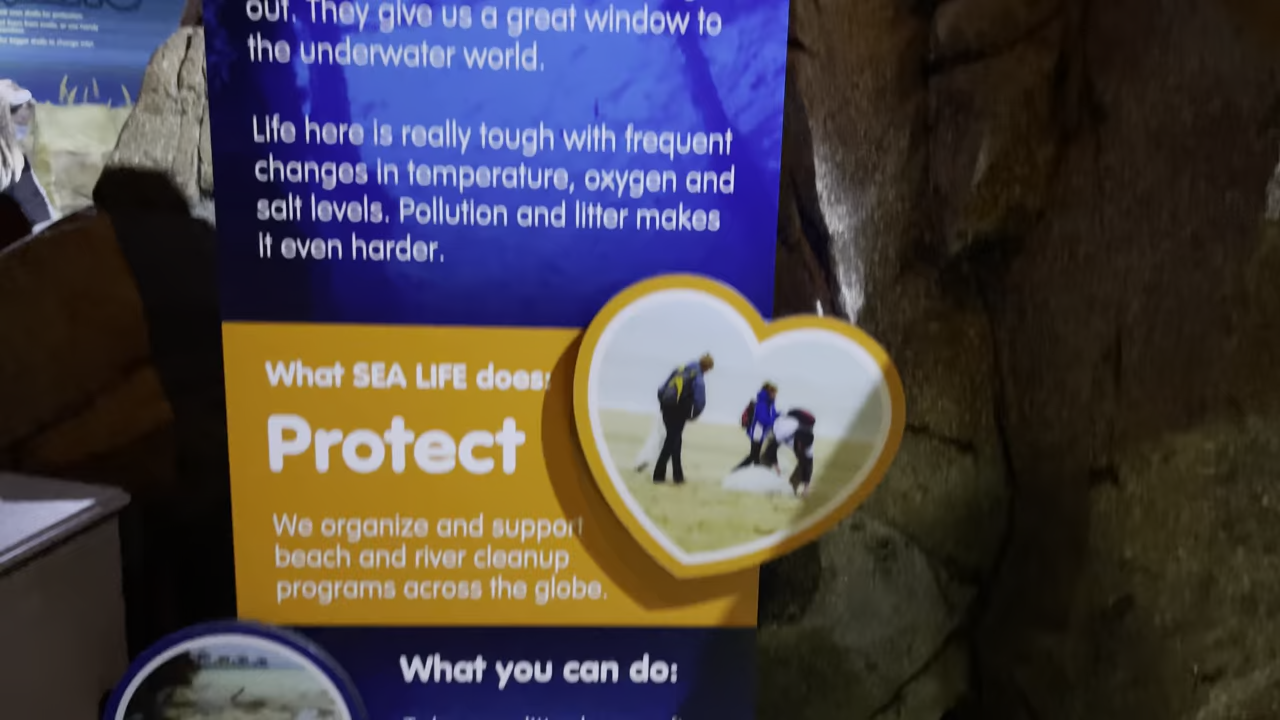 out. They give us a great window to
the underwater world.
Life here is really tough with frequent
changes in temperature, oxygen and
salt levels. Pollution and litter makes
it even harder.
What SEA LIFE does:
Protect
We organize and support
beach and river cleanup
programs across the globe.
What you can do: